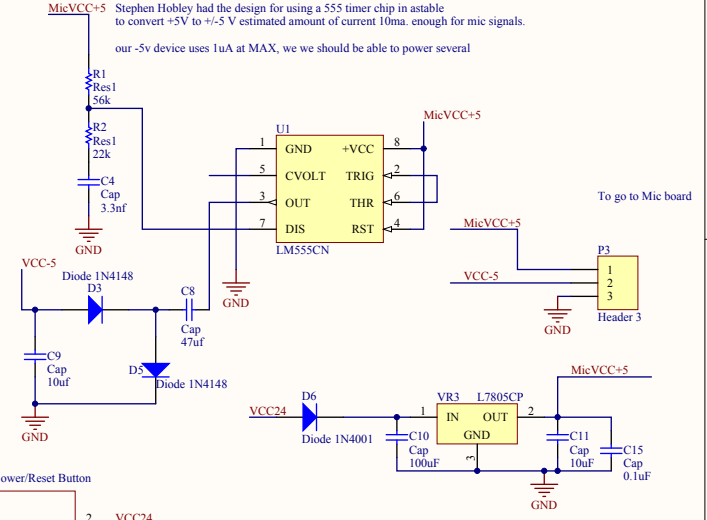 MicVCC+5
Stephen Hobley had the design for using a 555 timer chip in astable
to convert +5V to +/-5 V estimated amount of current 10ma. enough for mic signals.
our -5v device uses 1uA at MAX, we we should be able to power several
R1
Res1
56k
R2
Res1
22k
C4
Cap
3.3nf
GND
U1
1 GND +VCC 8
5 CVOLT TRIG 2
3 OUT THR 6
7 DIS RST 4
LM555CN
MicVCC+5
GND
To go to Mic board
MicVCC+5
VCC-5
P3
1
2
3
Header 3
GND
VCC-5
Diode 1N4148
D3
C8
Cap
47uf
C9
Cap
10uf
D5
Diode 1N4148
GND
VCC24
D6
Diode 1N4001
VR3 L7805CP
1 IN OUT 2
GND
3
MicVCC+5
C10
Cap
100uF
C11
Cap
10uF
C15
Cap
0.1uF
GND
ower/Reset Button
2 VCC24